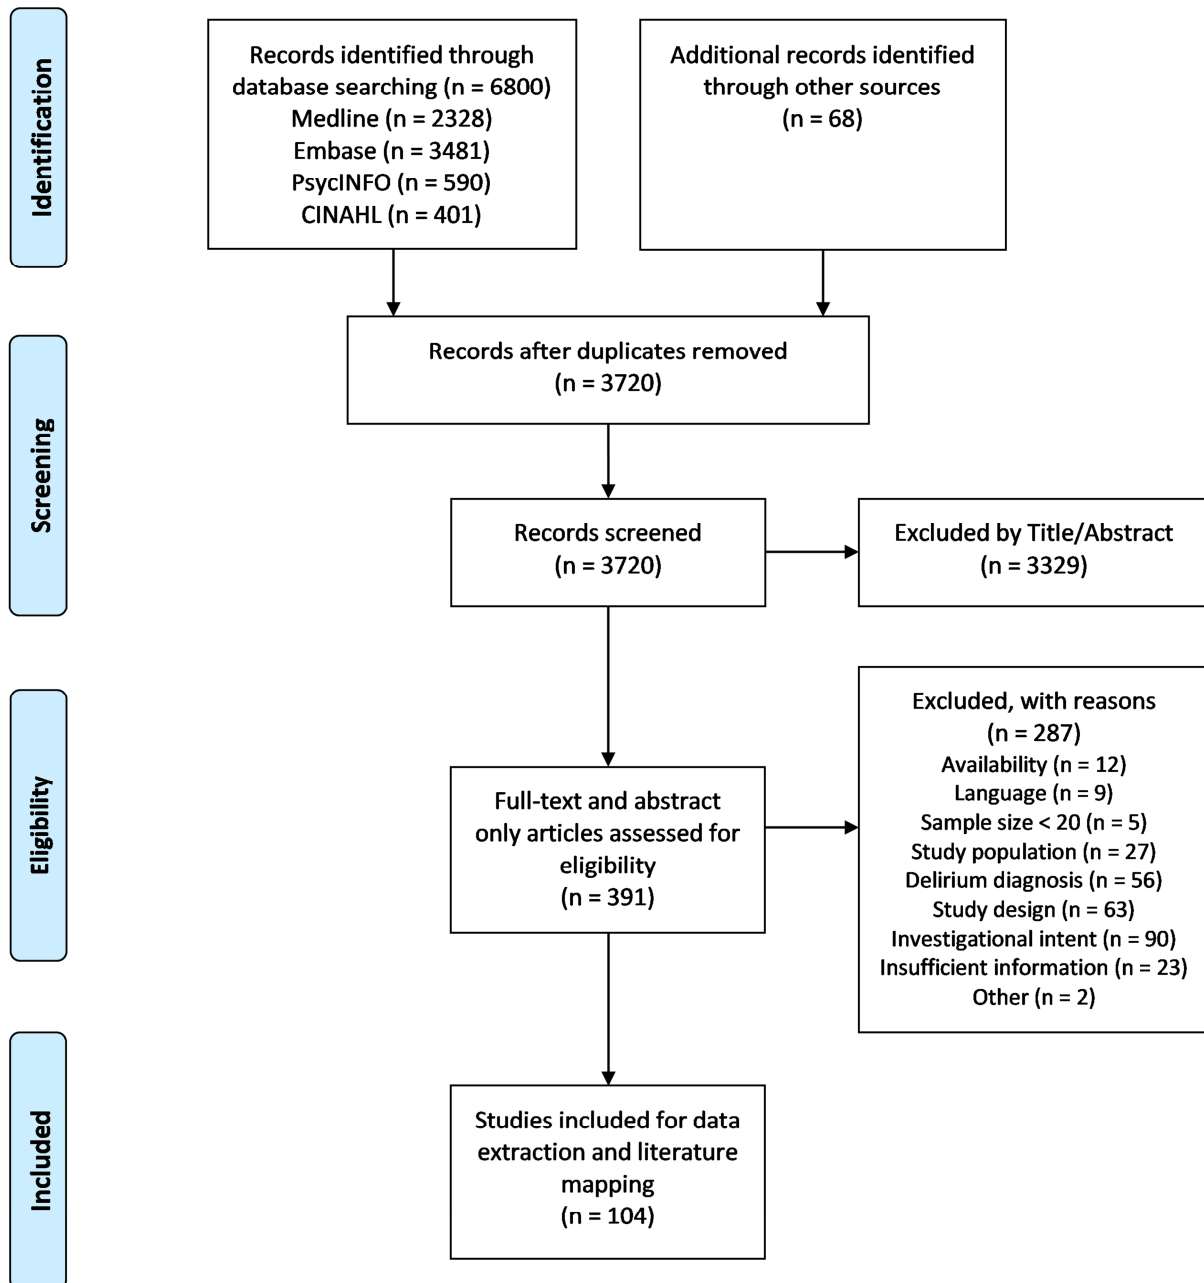 Identification
Records identified through
database searching (n = 6800)
Medline (n = 2328)
Embase (n = 3481)
PsycINFO (n = 590)
CINAHL (n = 401)
Additional records identified
through other sources
(n = 68)
Screening
Records after duplicates removed
(n = 3720)
Records screened
(n = 3720)
Excluded by Title/Abstract
(n = 3329)
Eligibility
Full-text and abstract
only articles assessed for
eligibility
(n = 391)
Excluded, with reasons
(n = 287)
Availability (n = 12)
Language (n = 9)
Sample size < 20 (n = 5)
Study population (n = 27)
Delirium diagnosis (n = 56)
Study design (n = 63)
Investigational intent (n = 90)
Insufficient information (n = 23)
Other (n = 2)
Included
Studies included for data
extraction and literature
mapping
(n = 104)